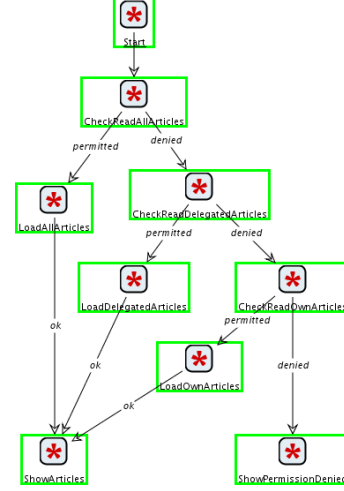 Start
CheckReadAllArticles
permitted
denied
LoadAllArticles
CheckReadDelegatedArticles
permitted
denied
LoadDelegatedArticles
CheckReadOwnArticles
ok
permitted
ok
LoadOwnArticles
denied
ok
ShowArticles
ShowPermissionDenied